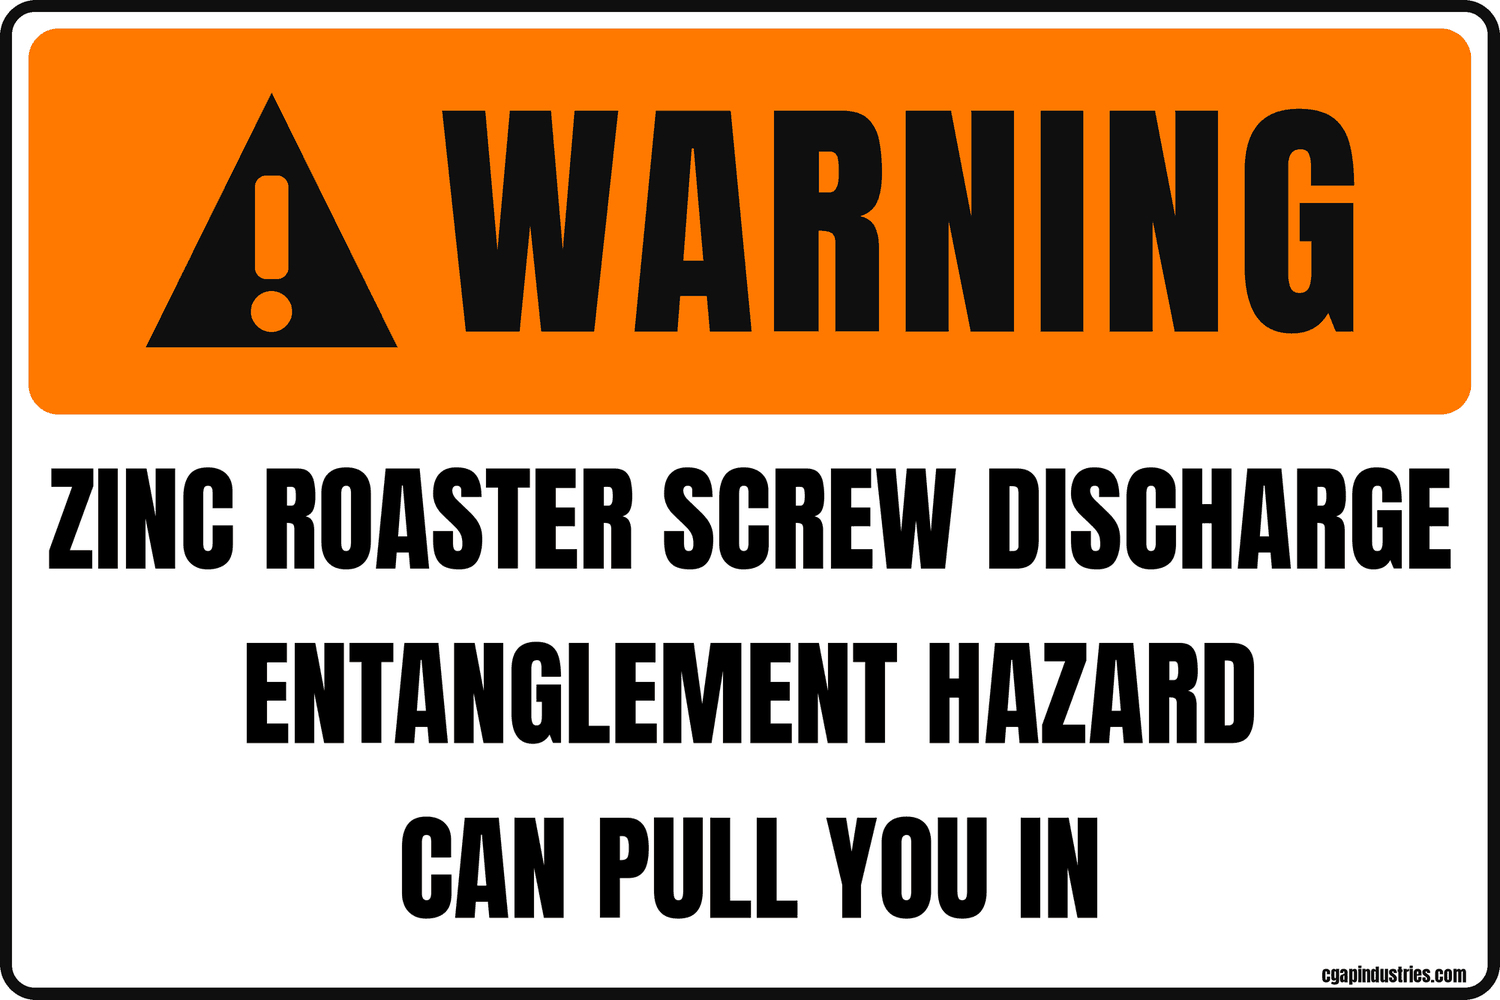 WARNING
ZINC ROASTER SCREW DISCHARGE
ENTANGLEMENT HAZARD
CAN PULL YOU IN
cgapindustries.com